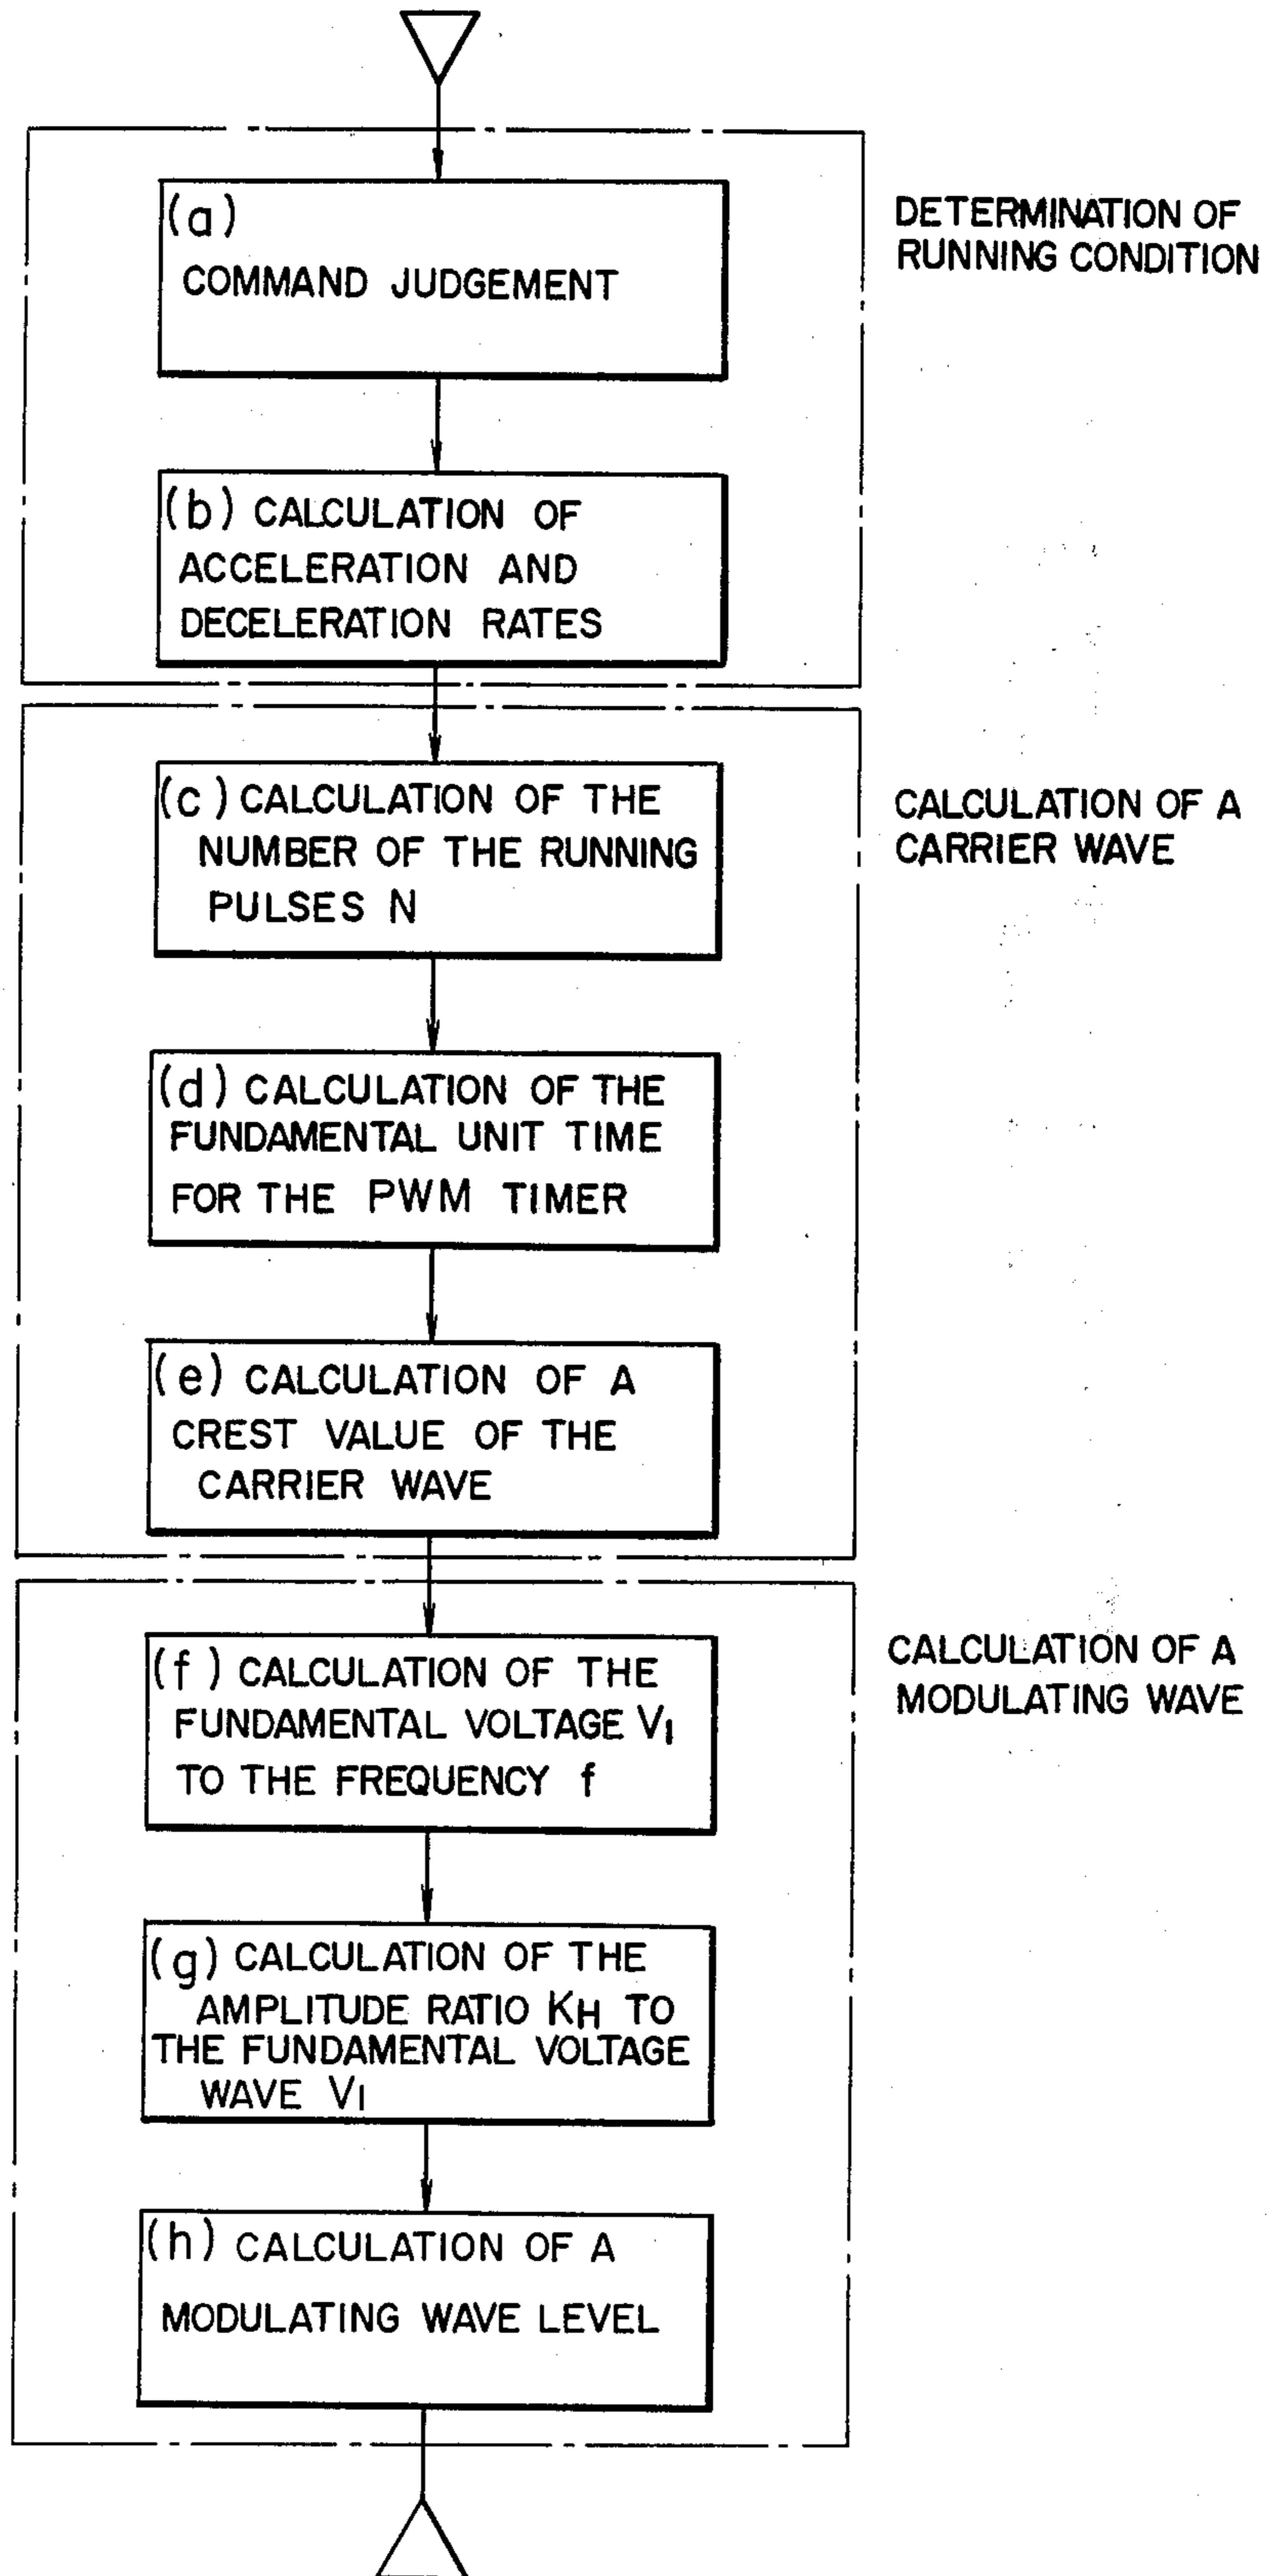 (a)
COMMAND JUDGEMENT
DETERMINATION OF
RUNNING CONDITION
(b) CALCULATION OF
ACCELERATION AND
DECELERATION RATES
(c) CALCULATION OF THE
NUMBER OF THE RUNNING
PULSES N
CALCULATION OF A
CARRIER WAVE
(d) CALCULATION OF THE
FUNDAMENTAL UNIT TIME
FOR THE PWM TIMER
(e) CALCULATION OF A
CREST VALUE OF THE
CARRIER WAVE
(f) CALCULATION OF THE
FUNDAMENTAL VOLTAGE V1
TO THE FREQUENCY f
CALCULATION OF A
MODULATING WAVE
(g) CALCULATION OF THE
AMPLITUDE RATIO KH TO
THE FUNDAMENTAL VOLTAGE
WAVE V1
(h) CALCULATION OF A
MODULATING WAVE LEVEL